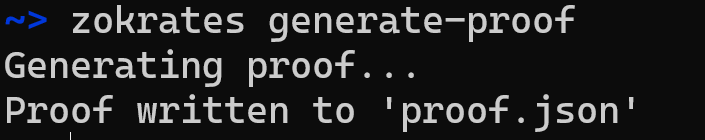 ~> zokrates generate-proof
Generating proof...
Proof written to 'proof.json'